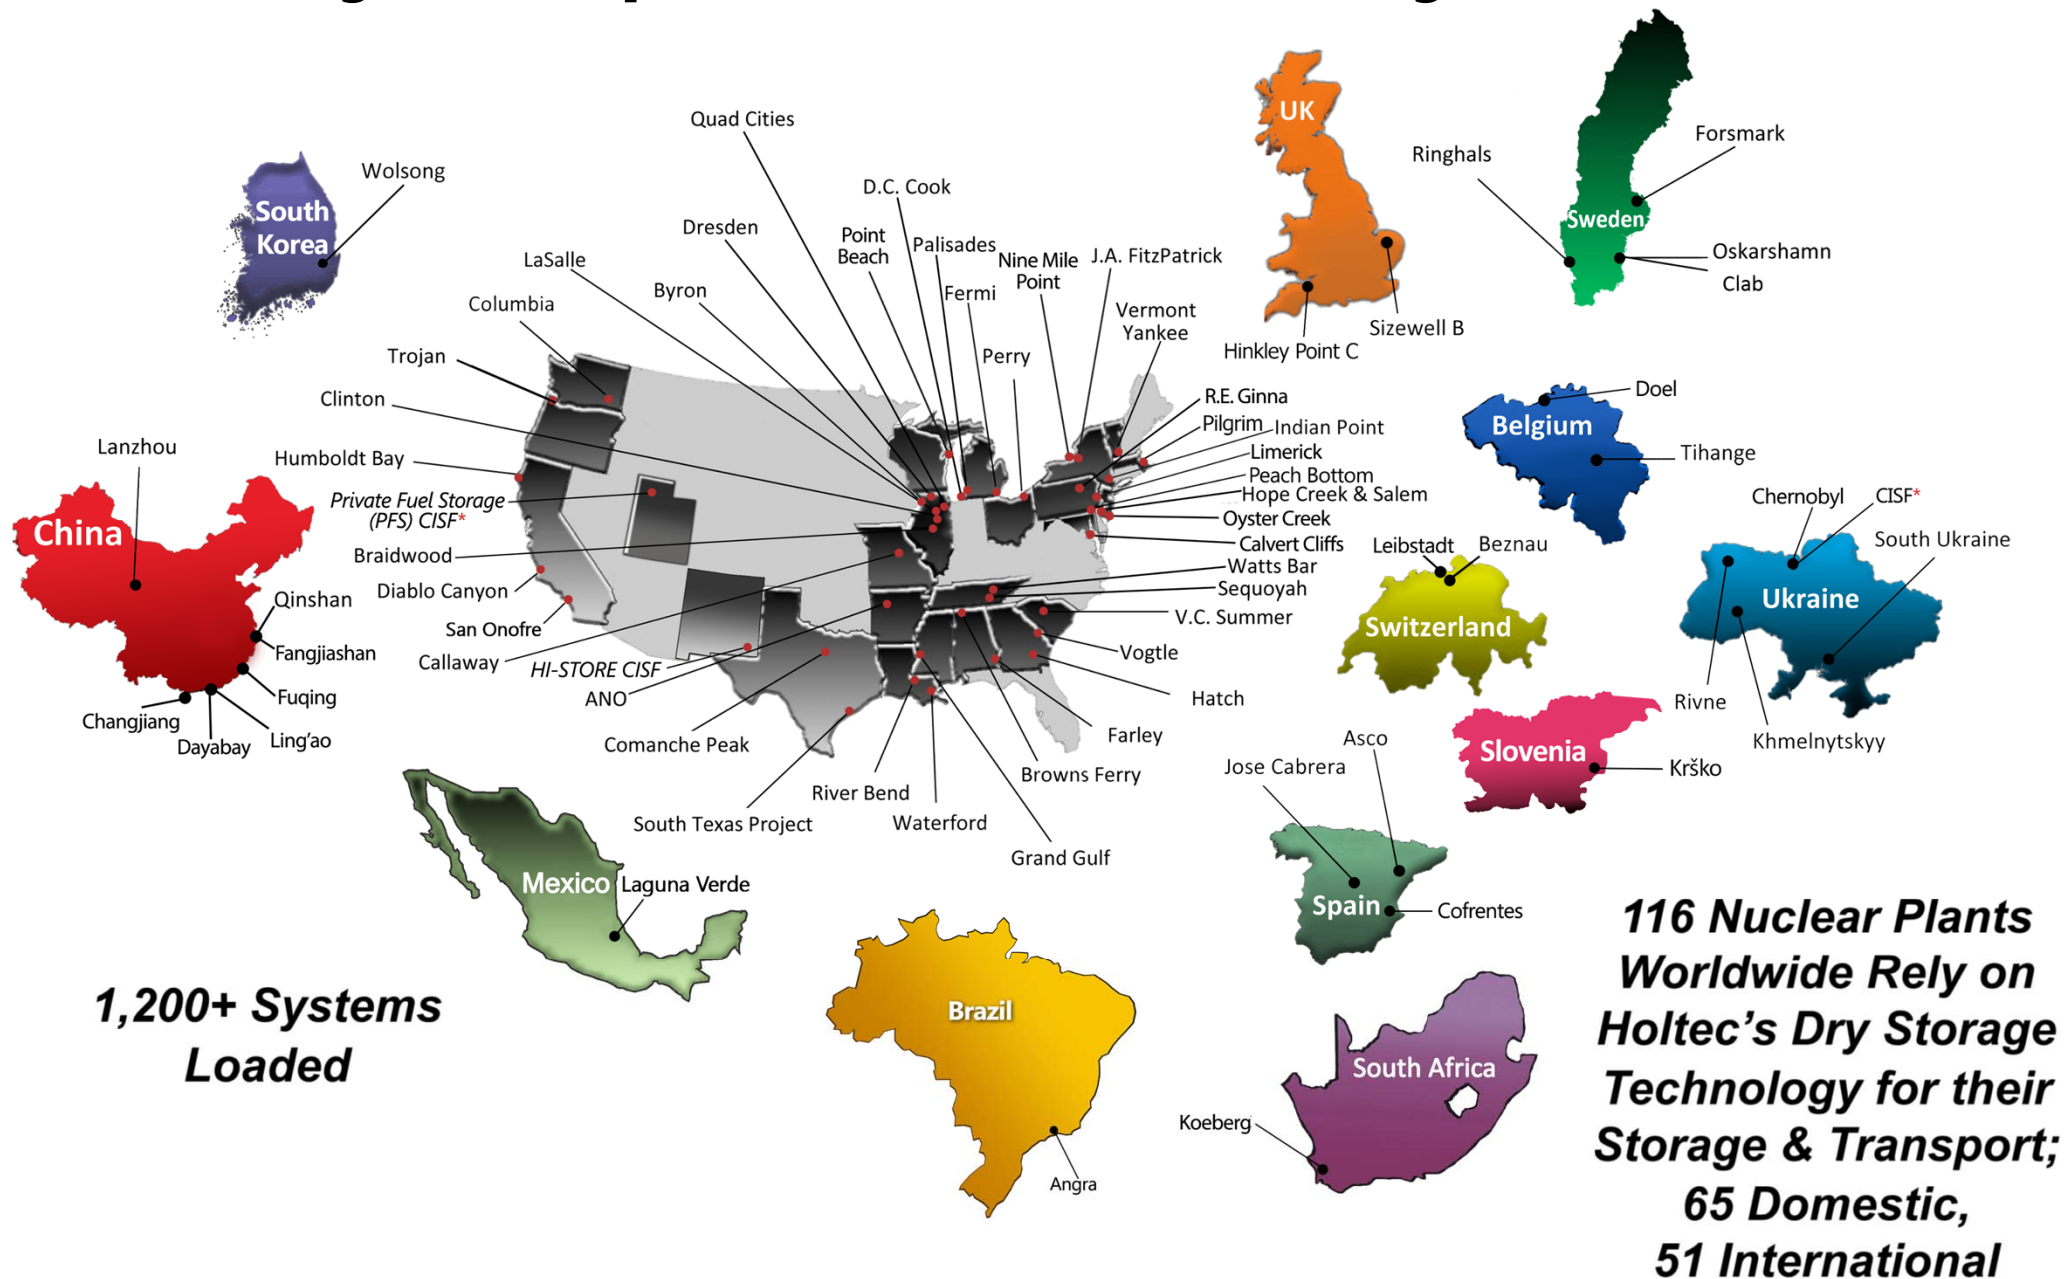 Quad Cities
D.C. Cook
Dresden
Point
Beach
Palisades
Nine Mile
Point
J.A. FitzPatrick
LaSalle
Byron
Fermi
Columbia
Vermont
Yankee
Trojan
Perry
Clinton
R.E. Ginna
Pilgrim
Indian Point
Limerick
Humboldt Bay
Peach Bottom
Private Fuel Storage
(PFS) CISF*
Hope Creek & Salem
Oyster Creek
Braidwood
Calvert Cliffs
Watts Bar
Diablo Canyon
Sequoyah
San Onofre
V.C. Summer
Callaway
HI-STORE CISF
Vogtle
ANO
Hatch
Comanche Peak
Farley
Browns Ferry
River Bend
South Texas Project
Waterford
Grand Gulf
South
Korea
Wolsong
China
Lanzhou
Qinshan
Fangjiashan
Fuqing
Changjiang
Dayabay
Ling'ao
Mexico
Laguna Verde
Brazil
Angra
UK
Sizewell B
Hinkley Point C
Sweden
Ringhals
Forsmark
Oskarshamn
Clab
Belgium
Doel
Tihange
Switzerland
Leibstadt
Beznau
Ukraine
Chernobyl
CISF*
South Ukraine
Rivne
Khmelnytskyy
Slovenia
Krško
Spain
Asco
Jose Cabrera
Cofrentes
South Africa
Koeberg
1,200+ Systems
Loaded
116 Nuclear Plants
Worldwide Rely on
Holtec’s Dry Storage
Technology for their
Storage & Transport;
65 Domestic,
51 International